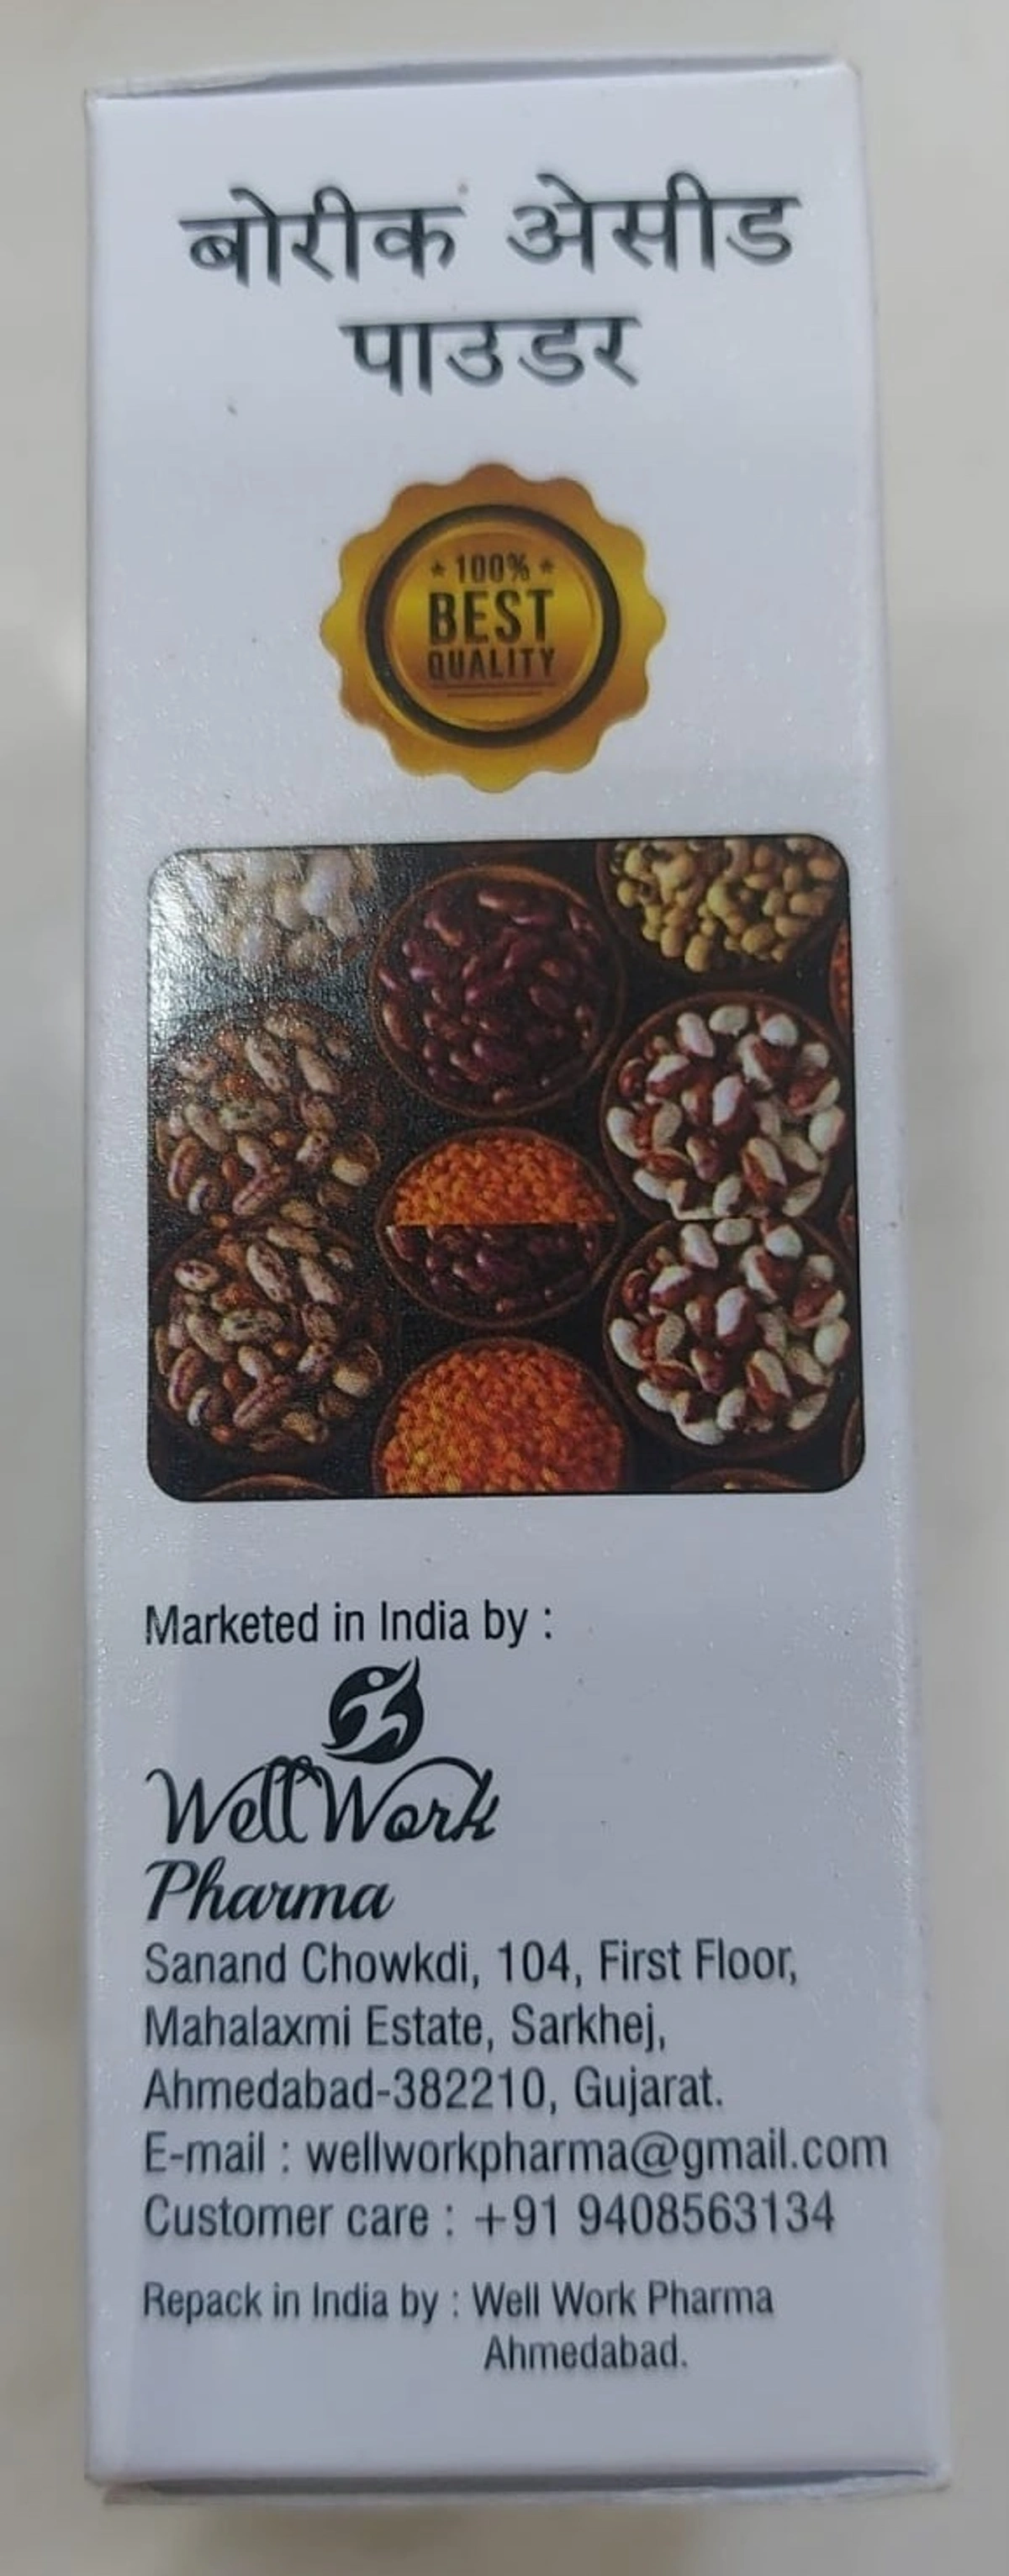 बोरीक अेसीड
पाउडर
* 100% *
BEST
QUALITY
Marketed in India by :
Well Work
Pharma
Sanand Chowkdi, 104, First Floor,
Mahalaxmi Estate, Sarkhej,
Ahmedabad-382210, Gujarat.
E-mail : wellworkpharma@gmail.com
Customer care : +91 9408563134
Repack in India by : Well Work Pharma
Ahmedabad.